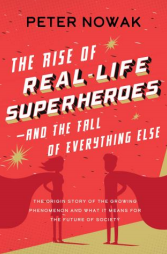 PETER NOWAK
THE RISE OF
REAL-LIFE
SUPERHEROES
—AND THE FALL
OF EVERYTHING ELSE
THE ORIGIN STORY OF THE GROWING
PHENOMENON AND WHAT IT MEANS FOR
THE FUTURE OF SOCIETY